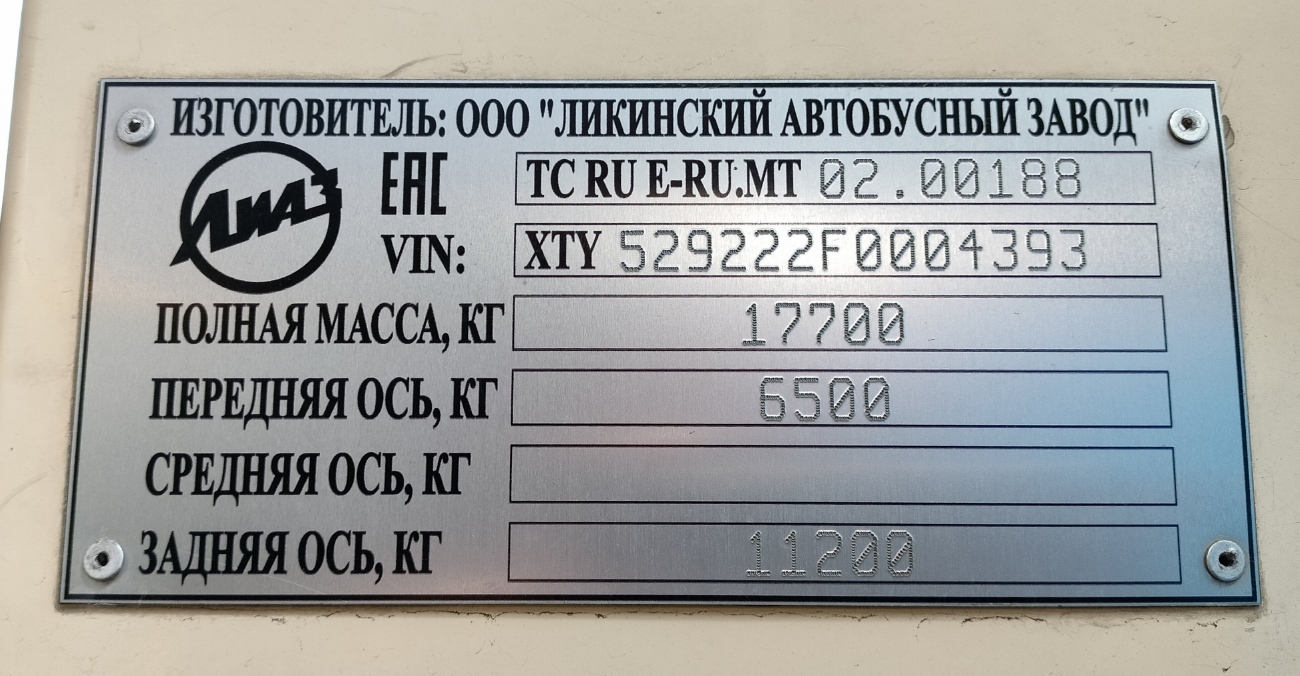 ИЗГОТОВИТЕЛЬ: ООО "ЛИКИНСКИЙ АВТОБУСНЫЙ ЗАВОД"
ЛиАЗ
ЕАС ТС RU E-RU.MT 02.00188
VIN: XTY 529222F0004393
ПОЛНАЯ МАССА, КГ 17700
ПЕРЕДНЯЯ ОСЬ, КГ 6500
СРЕДНЯЯ ОСЬ, КГ
ЗАДНЯЯ ОСЬ, КГ 11200